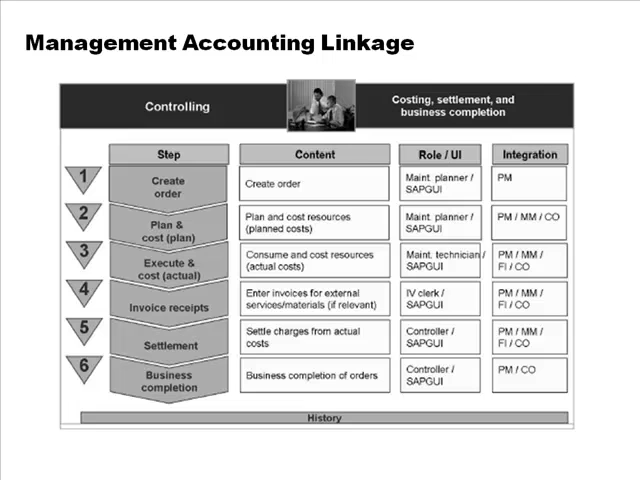 Management Accounting Linkage
Controlling
Costing, settlement, and
business completion
Step
Content
Role / UI
Integration
1
Create
order
Create order
Maint. planner /
SAPGUI
PM
2
Plan &
cost (plan)
Plan and cost resources
(planned costs)
Maint. planner /
SAPGUI
PM / MM / CO
3
Execute &
cost (actual)
Consume and cost resources
(actual costs)
Maint. technician /
SAPGUI
PM / MM /
FI / CO
4
Invoice receipts
Enter invoices for external
services/materials (if relevant)
IV clerk /
SAPGUI
PM / MM /
FI / CO
5
Settlement
Settle charges from actual
costs
Controller /
SAPGUI
PM / MM /
FI / CO
6
Business
completion
Business completion of orders
Controller /
SAPGUI
PM / CO
History